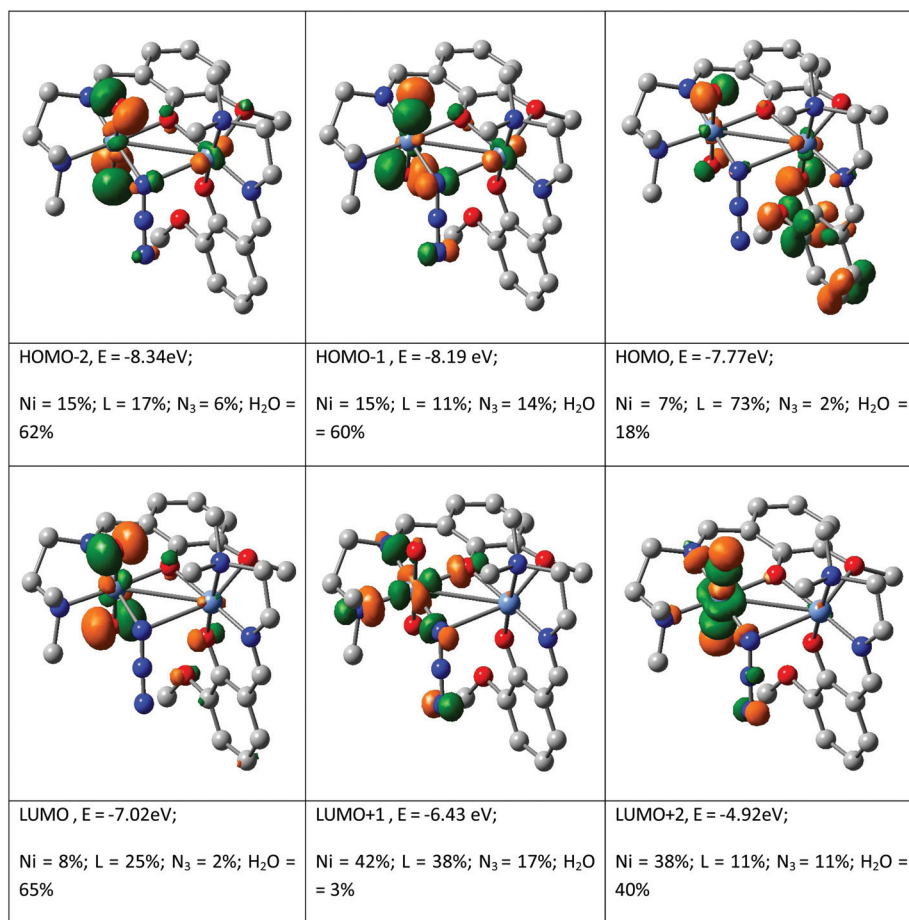 HOMO-2, E = -8.34eV;
Ni = 15%; L = 17%; N₃ = 6%; H₂O =
62%
HOMO-1 , E = -8.19 eV;
Ni = 15%; L = 11%; N₃ = 14%; H₂O
= 60%
HOMO, E = -7.77eV;
Ni = 7%; L = 73%; N₃ = 2%; H₂O =
18%
LUMO , E = -7.02eV;
Ni = 8%; L = 25%; N₃ = 2%; H₂O =
65%
LUMO+1 , E = -6.43 eV;
Ni = 42%; L = 38%; N₃ = 17%; H₂O
= 3%
LUMO+2, E = -4.92eV;
Ni = 38%; L = 11%; N₃ = 11%; H₂O =
40%